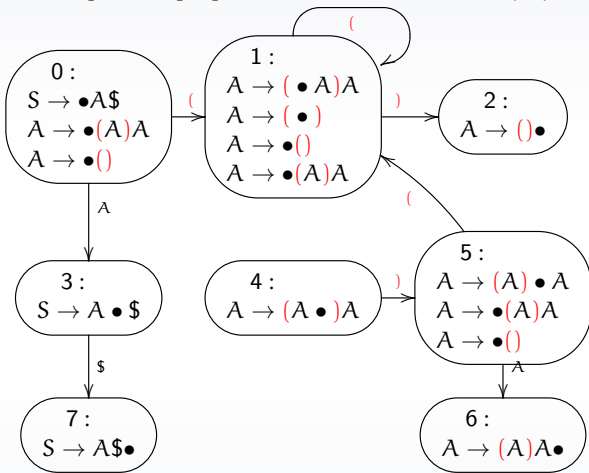 (
0:
S → •A$
A → •(A)A
A → •()
(
1:
A → ( • A)A
A → ( • )
A → •()
A → •(A)A
)
2:
A → ()•
A
(
3:
S → A • $
4:
A → (A • )A
)
5:
A → (A) • A
A → •(A)A
A → •()
$
A
7:
S → A$•
6:
A → (A)A•